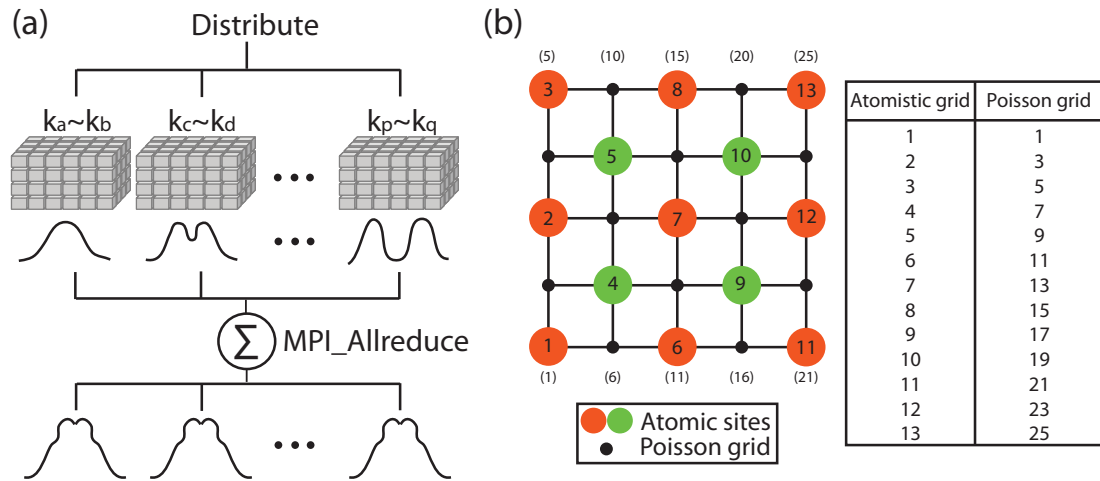 (a)
Distribute
ka~kb kc~kd kp~kq
Σ MPI_Allreduce
(b)
(5) (10) (15) (20) (25)
3 8 13
5 10
2 7 12
4 9
1 6 11
(1) (6) (11) (16) (21)
Atomic sites
Poisson grid
Atomistic grid Poisson grid
1 1
2 3
3 5
4 7
5 9
6 11
7 13
8 15
9 17
10 19
11 21
12 23
13 25